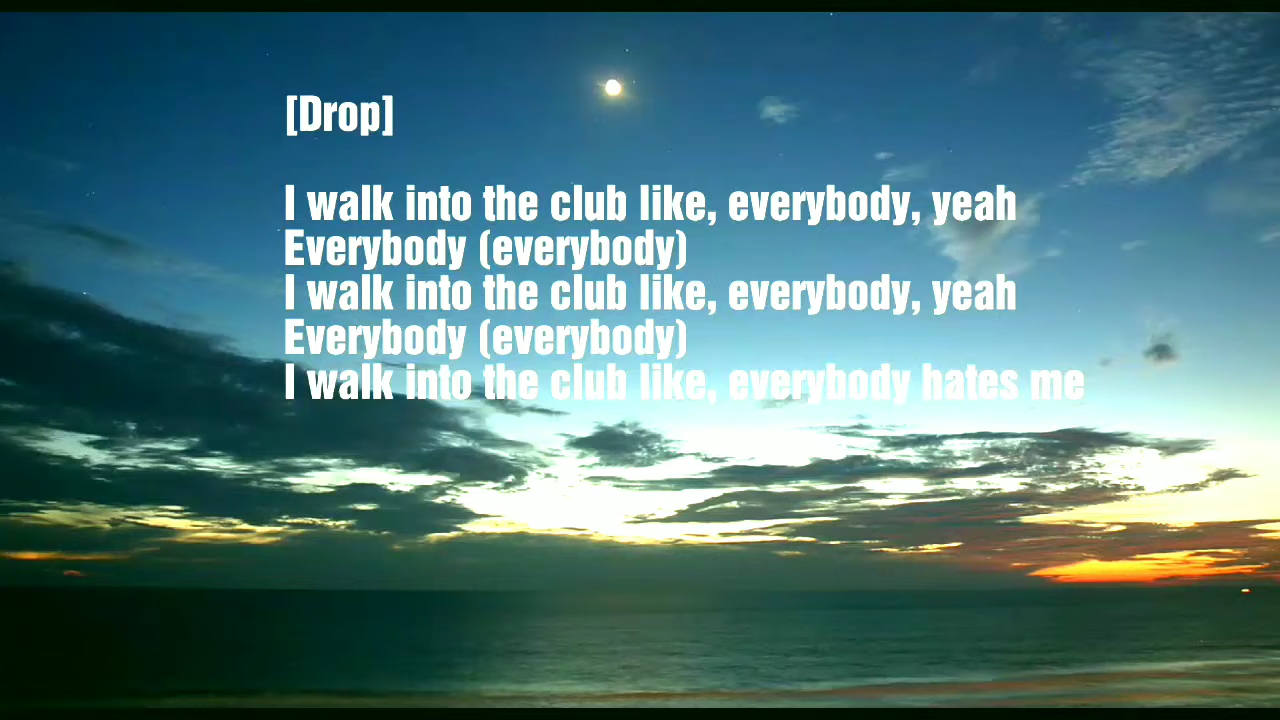 [Drop]
I walk into the club like, everybody, yeah
Everybody (everybody)
I walk into the club like, everybody, yeah
Everybody (everybody)
I walk into the club like, everybody hates me